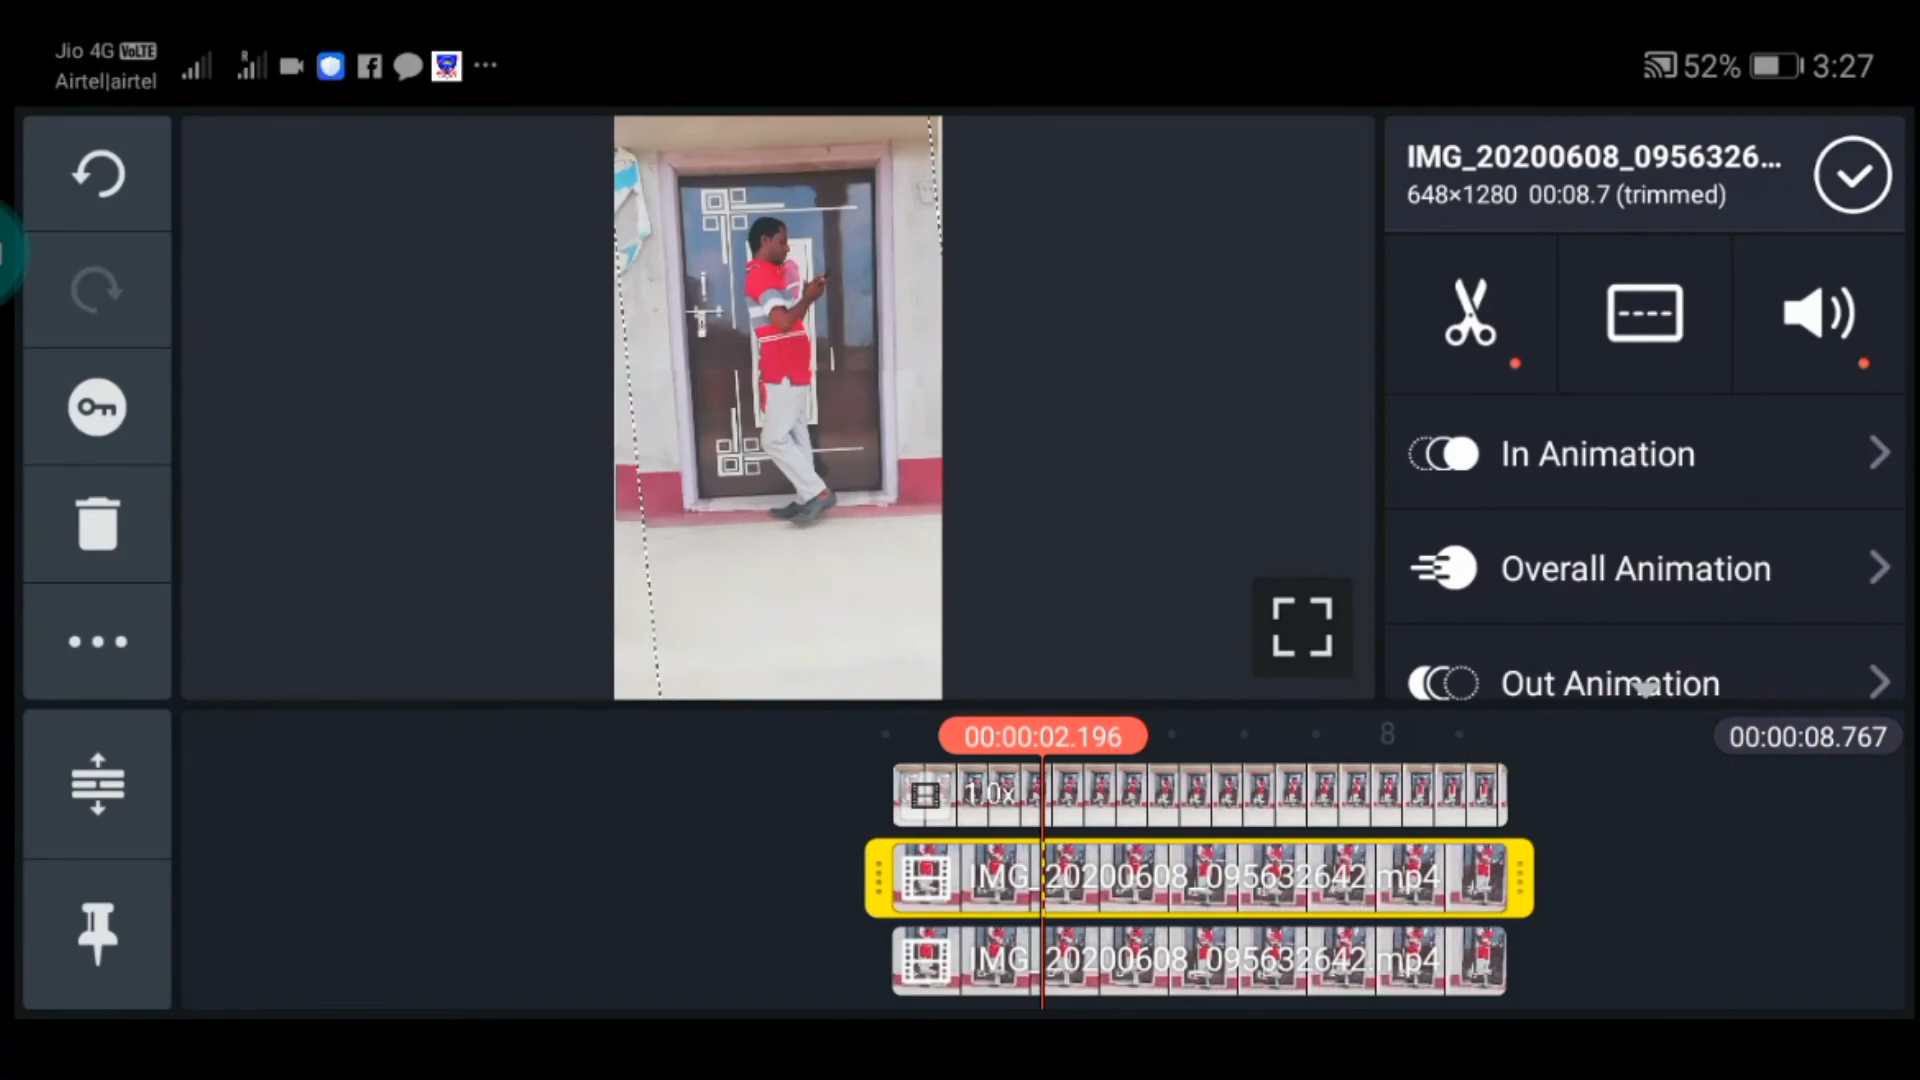 Jio 4G VoLTE
Airtel|airtel
R
52% 3:27
IMG_20200608_0956326...
648×1280 00:08.7 (trimmed)
In Animation
Overall Animation
Out Animation
00:00:02.196
8
00:00:08.767
1.0x
IMG_20200608_095632642.mp4
IMG_20200608_095632642.mp4